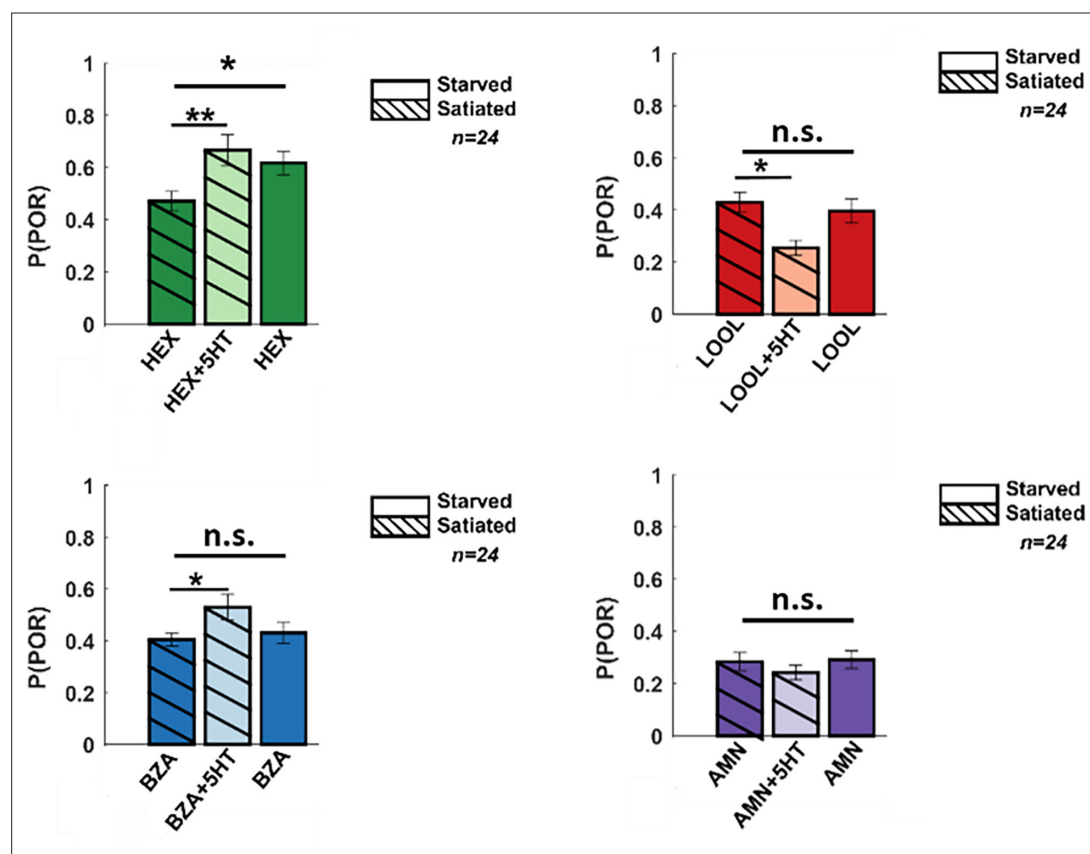 1
0.8
0.6
0.4
0.2
0
P(POR)
*
**
HEX
HEX+5HT
HEX
Starved
Satiated
n=24
1
0.8
0.6
0.4
0.2
0
P(POR)
n.s.
*
LOOL
LOOL+5HT
LOOL
Starved
Satiated
n=24
1
0.8
0.6
0.4
0.2
0
P(POR)
n.s.
*
BZA
BZA+5HT
BZA
Starved
Satiated
n=24
1
0.8
0.6
0.4
0.2
0
P(POR)
n.s.
AMN
AMN+5HT
AMN
Starved
Satiated
n=24